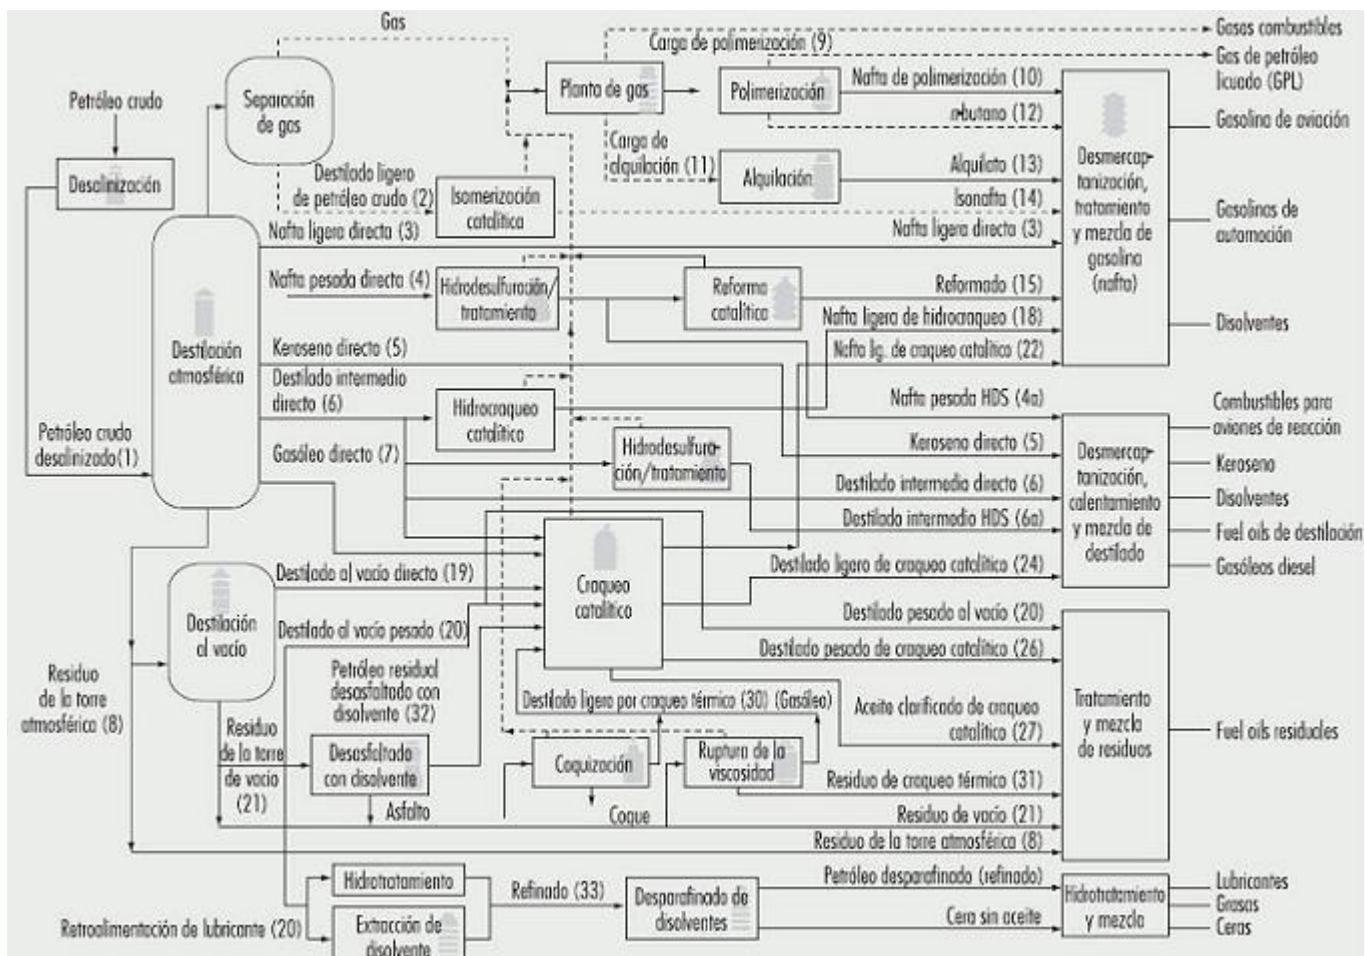 Gas
Gases combustibles
Carga de polimerización (9)
Gas de petróleo
licuado (GPL)
Petróleo crudo
Separación
de gas
Planta de gas
Polimerización
Nafta de polimerización (10)
n-butano (12)
Gasolina de aviación
Desalinización
Carga de
alquilación (11)
Alquilación
Alquilato (13)
Desmercap-
tanización,
tratamiento
y mezcla de
gasolina
(nafta)
Destilado ligero
de petróleo crudo (2)
Isomerización
catalítica
Isonafta (14)
Gasolinas de
automoción
Nafta ligera directa (3)
Nafta ligera directa (3)
Nafta pesada directa (4)
Hidrodesulfuración/
tratamiento
Reforma
catalítica
Reformado (15)
Nafta ligera de hidrocraqueo (18)
Disolventes
Destilación
atmosférica
Keroseno directo (5)
Nafta lig. de craqueo catalítico (22)
Destilado intermedio
directo (6)
Hidrocraqueo
catalítico
Nafta pesada HDS (4a)
Combustibles para
aviones de reacción
Petróleo crudo
desalinizado(1)
Gasóleo directo (7)
Hidrodesulfura-
ción/tratamiento
Keroseno directo (5)
Desmercap-
tanización,
calentamiento
y mezcla de
destilado
Keroseno
Destilado intermedio directo (6)
Disolventes
Destilado intermedio HDS (6a)
Fuel oils de destilación
Destilado al vacío directo (19)
Craqueo
catalítico
Destilado ligero de craqueo catalítico (24)
Gasóleos diesel
Destilación
al vacío
Destilado al vacío pesado (20)
Destilado pesado al vacío (20)
Destilado pesado de craqueo catalítico (26)
Residuo
de la torre
atmosférica (8)
Petróleo residual
desasfaltado con
disolvente (32)
Destilado ligero por craqueo térmico (30) (Gasóleo)
Aceite clarificado de craqueo
catalítico (27)
Tratamiento
y mezcla
de residuos
Fuel oils residuales
Residuo
de la torre
de vacío
(21)
Desasfaltado
con disolvente
Coquización
Ruptura de la
viscosidad
Residuo de craqueo térmico (31)
Asfalto
Coque
Residuo de vacío (21)
Residuo de la torre atmosférica (8)
Hidrotratamiento
Refinado (33)
Desparafinado de
disolventes
Petróleo desparafinado (refinado)
Hidrotratamiento
y mezcla
Lubricantes
Grasas
Ceras
Retroalimentación de lubricante (20)
Extracción de
disolvente
Cera sin aceite